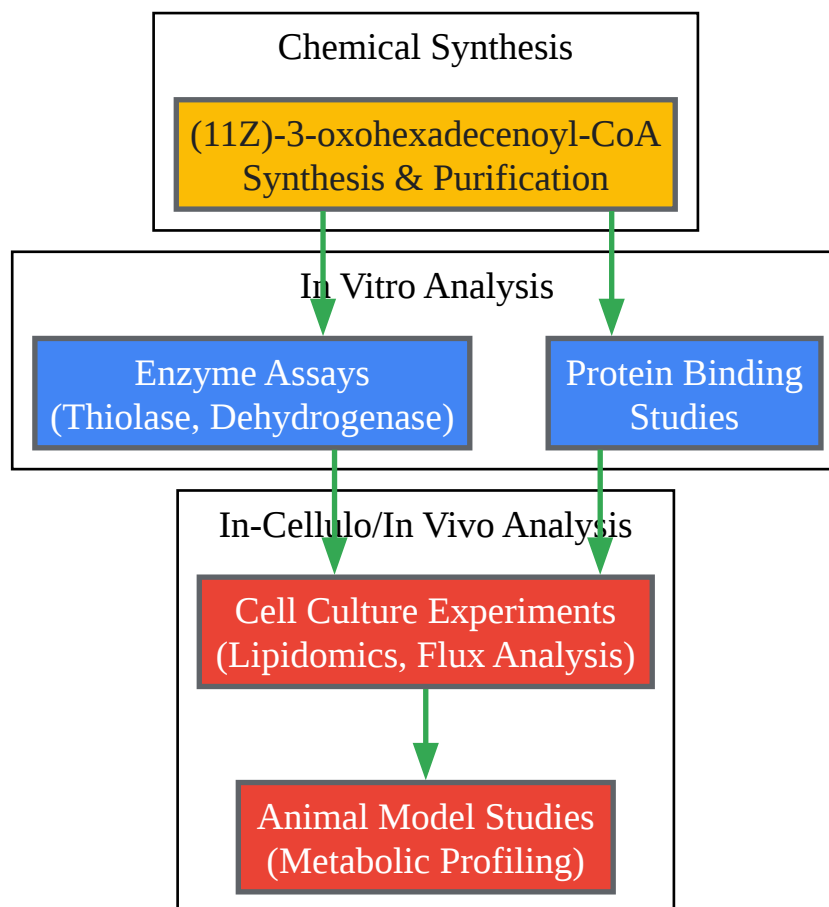 Chemical Synthesis
(11Z)-3-oxohexadecenoyl-CoA
Synthesis & Purification
In Vitro Analysis
Enzyme Assays
(Thiolase, Dehydrogenase)
Protein Binding
Studies
In-Cellulo/In Vivo Analysis
Cell Culture Experiments
(Lipidomics, Flux Analysis)
Animal Model Studies
(Metabolic Profiling)